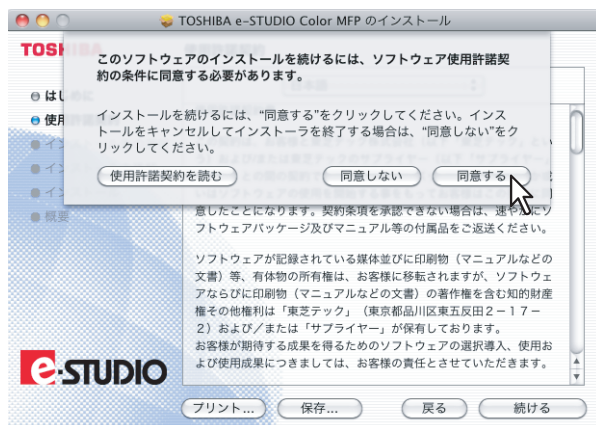 TOSHIBA e-STUDIO Color MFP のインストール
TOSHIBA
このソフトウェアのインストールを続けるには、ソフトウェア使用許諾契
約の条件に同意する必要があります。
インストールを続けるには、“同意する”をクリックしてください。インス
トールをキャンセルしてインストーラを終了する場合は、“同意しない”をク
リックしてください。
使用許諾契約を読む
同意しない
同意する
はじめに
使用
概要
意したことになります。契約条項を承認できない場合は、速やかにソ
フトウェアパッケージ及びマニュアル等の付属品をご返送ください。
ソフトウェアが記録されている媒体並びに印刷物（マニュアルなどの
文書）等、有体物の所有権は、お客様に移転されますが、ソフトウェ
アならびに印刷物（マニュアルなどの文書）の著作権を含む知的財産
権その他権利は「東芝テック」（東京都品川区東五反田２－１７－
２）および／または「サプライヤー」が保有しております。
お客様が期待する成果を得るためのソフトウェアの選択導入、使用お
よび使用成果につきましては、お客様の責任とさせていただきます。
e-STUDIO
プリント...
保存...
戻る
続ける